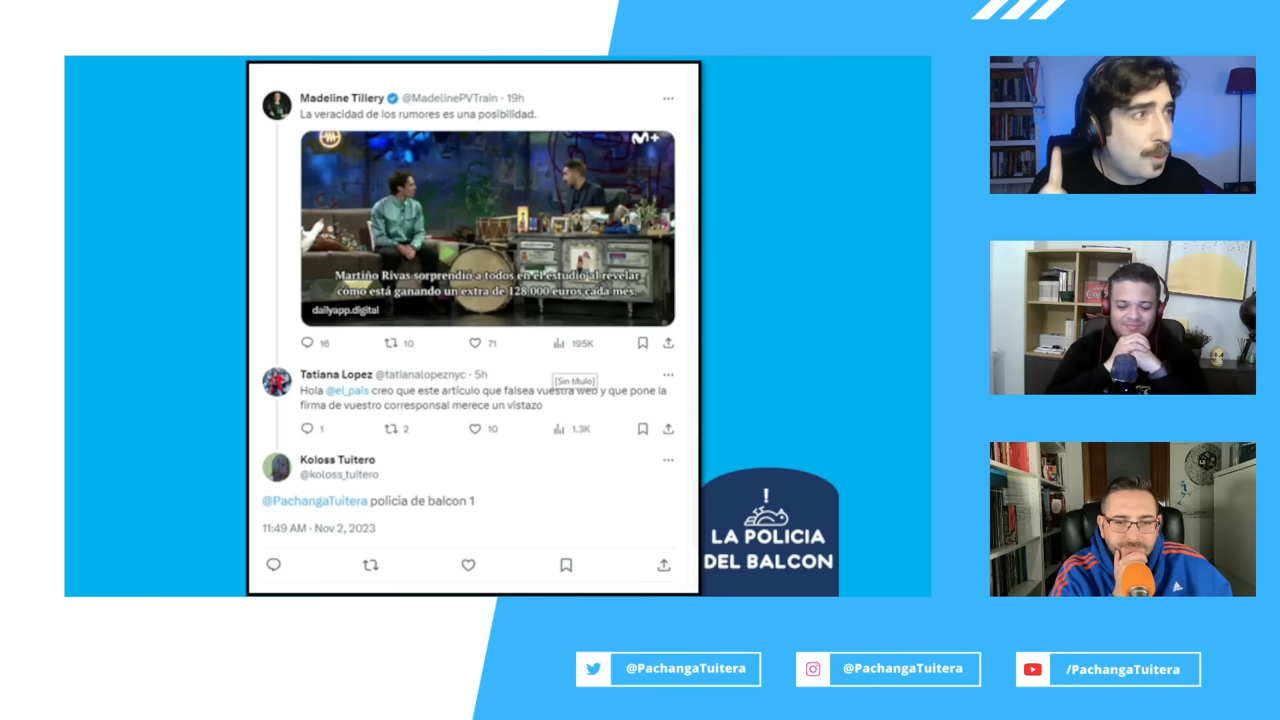 Madeline Tillery @MadelinePVTrain · 19h
La veracidad de los rumores es una posibilidad.
M+
Martiño Rivas sorprendió a todos en el estudio al revelar
cómo está ganando un extra de 128.000 euros cada mes.
dailyapp.digital
16 10 71 195K
Tatiana Lopez @tatianalopeznyc · 5h
[Sin título]
Hola @el_pais creo que este artículo que falsea vuestra web y que pone la
firma de vuestro corresponsal merece un vistazo
1 2 10 1.3K
Koloss Tuitero
@koloss_tuitero
@PachangaTuitera policia de balcon 1
11:49 AM · Nov 2, 2023
!
LA POLICIA
DEL BALCON
@PachangaTuitera
@PachangaTuitera
/PachangaTuitera